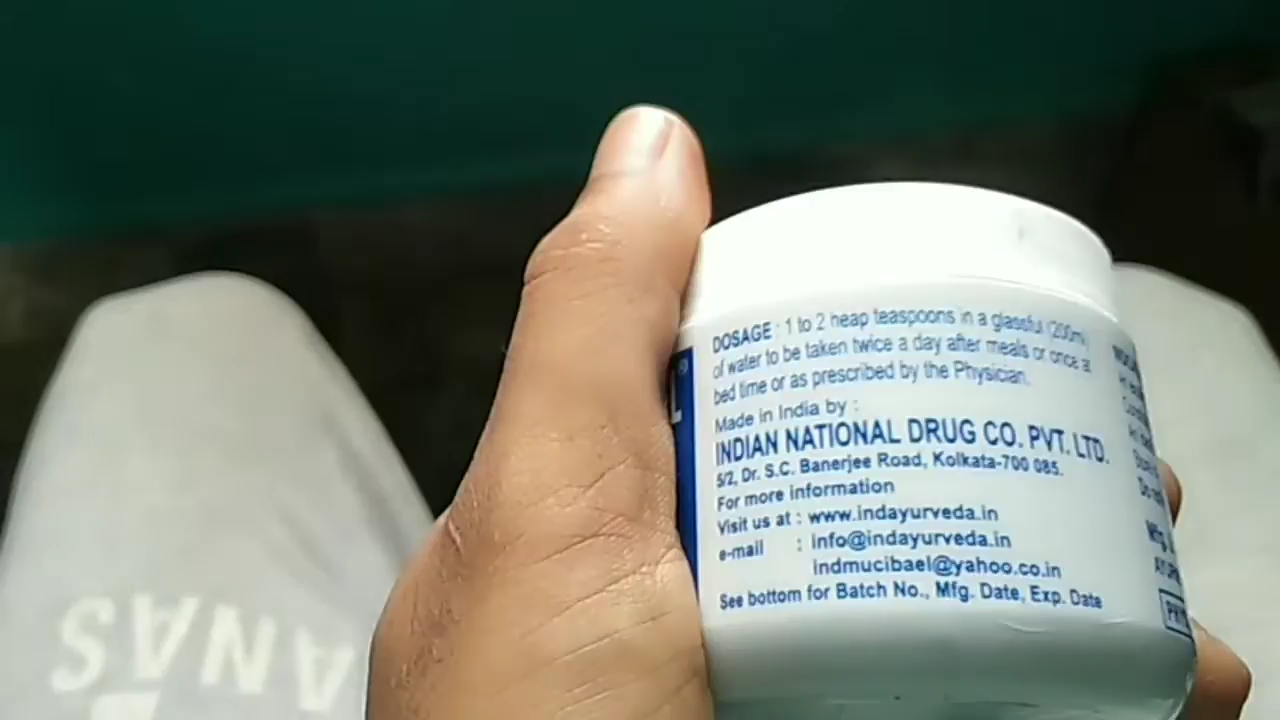 DOSAGE : 1 to 2 heap teaspoons in a glassful (200ml)
of water to be taken twice a day after meals or once at
bed time or as prescribed by the Physician.
Made in India by :
INDIAN NATIONAL DRUG CO. PVT. LTD.
5/2, Dr. S.C. Banerjee Road, Kolkata-700 085.
For more information
Visit us at : www.indayurveda.in
e-mail : info@indayurveda.in
indmucibael@yahoo.co.in
See bottom for Batch No., Mfg. Date, Exp. Date
L®